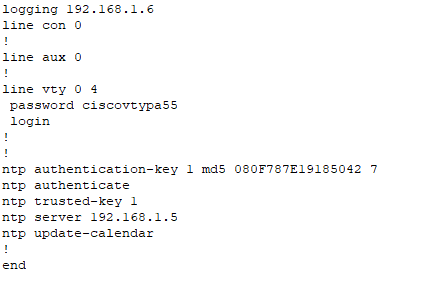 logging 192.168.1.6
line con 0
!
line aux 0
!
line vty 0 4
 password ciscovtypa55
 login
!
!
ntp authentication-key 1 md5 080F787E19185042 7
ntp authenticate
ntp trusted-key 1
ntp server 192.168.1.5
ntp update-calendar
!
end